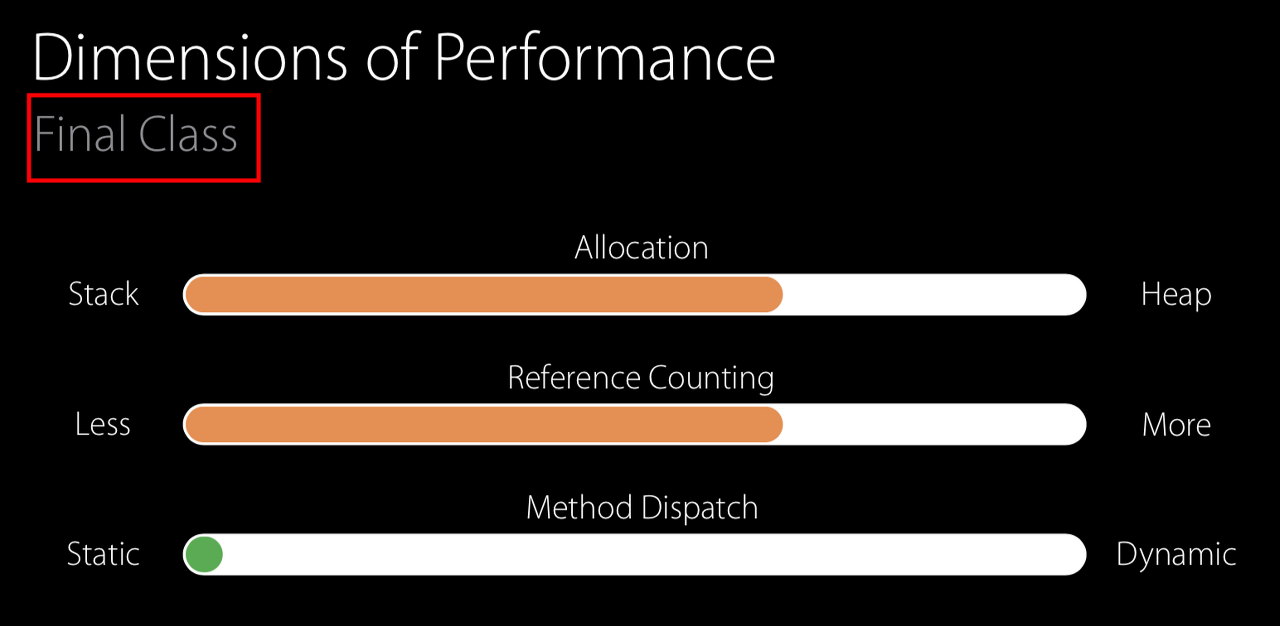 Dimensions of Performance
Final Class
Allocation
Stack Heap
Reference Counting
Less More
Method Dispatch
Static Dynamic